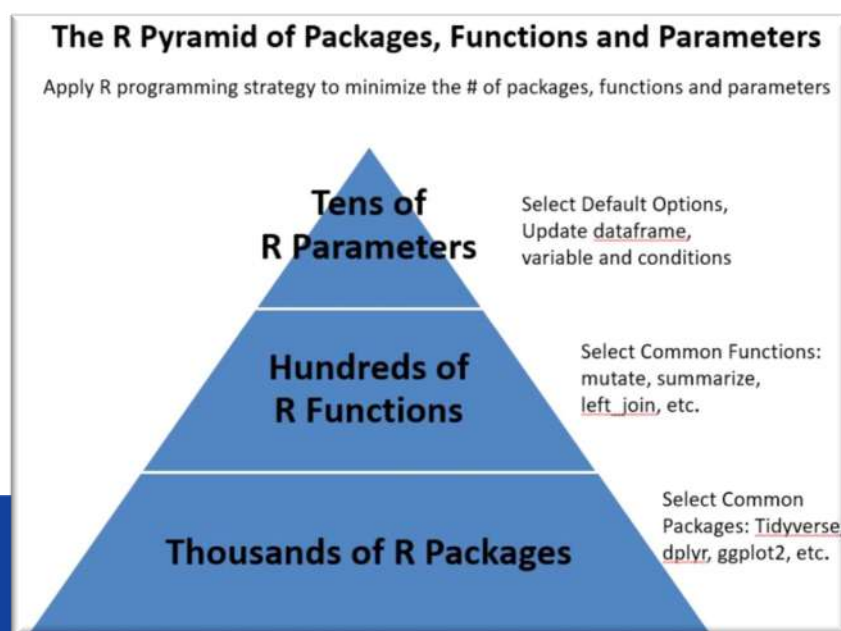 The R Pyramid of Packages, Functions and Parameters
Apply R programming strategy to minimize the # of packages, functions and parameters
Tens of
R Parameters
Select Default Options,
Update dataframe,
variable and conditions
Hundreds of
R Functions
Select Common Functions:
mutate, summarize,
left_join, etc.
Thousands of R Packages
Select Common
Packages: Tidyverse
dplyr, ggplot2, etc.